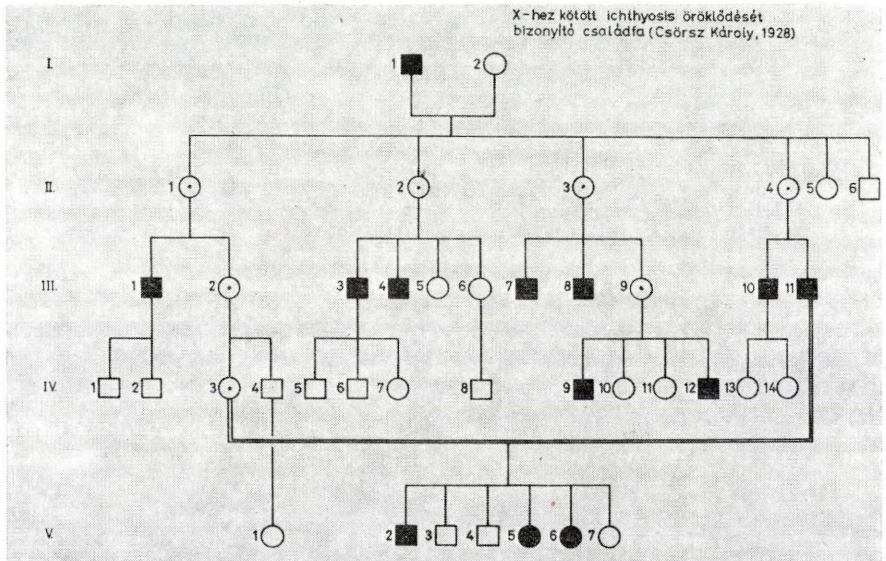 X-hez kötött ichthyosis öröklődését
bizonyító családfa (Csörsz Károly, 1928)
I. 1 2
II. 1 2 3 4 5 6
III. 1 2 3 4 5 6 7 8 9 10 11
IV. 1 2 3 4 5 6 7 8 9 10 11 12 13 14
V. 1 2 3 4 5 6 7